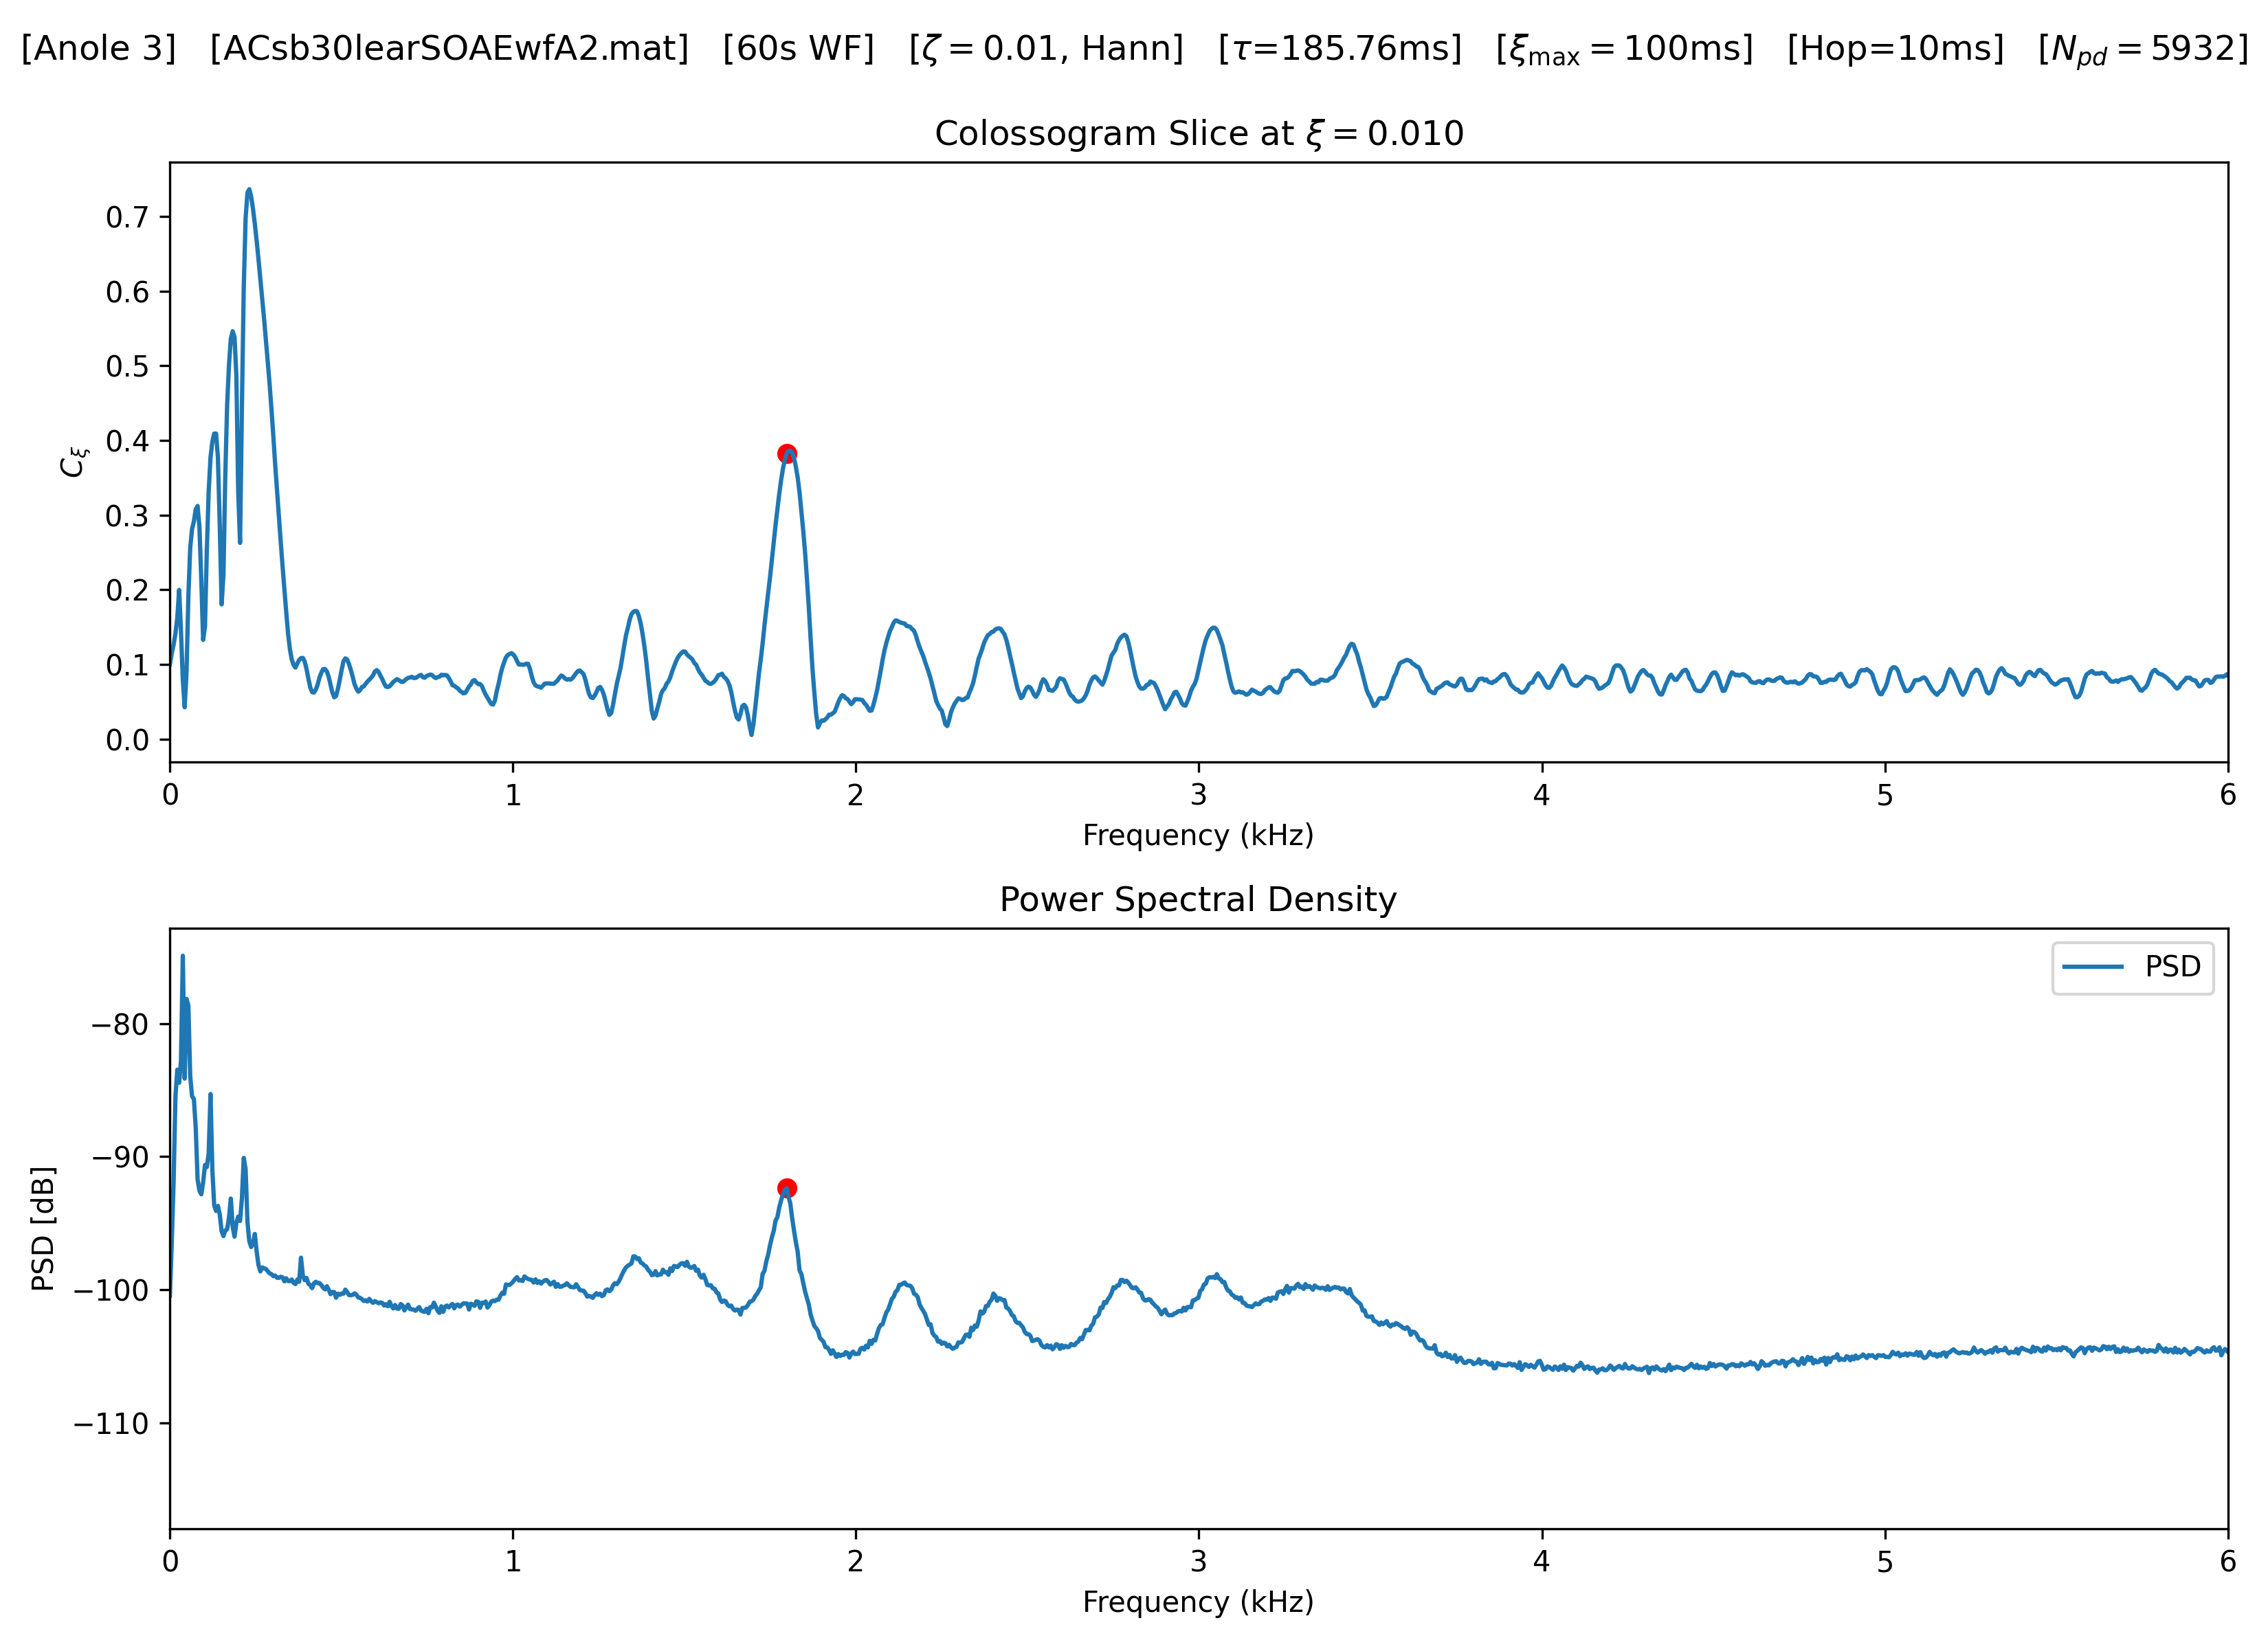 [Anole 3] [ACsb30learSOAEwfA2.mat] [60s WF] [ζ = 0.01, Hann] [τ=185.76ms] [ξmax = 100ms] [Hop=10ms] [Npd = 5932]
Colossogram Slice at ξ = 0.010
Cξ
0.7
0.6
0.5
0.4
0.3
0.2
0.1
0.0
0 1 2 3 4 5 6
Frequency (kHz)
Power Spectral Density
PSD
PSD [dB]
−80
−90
−100
−110
0 1 2 3 4 5 6
Frequency (kHz)